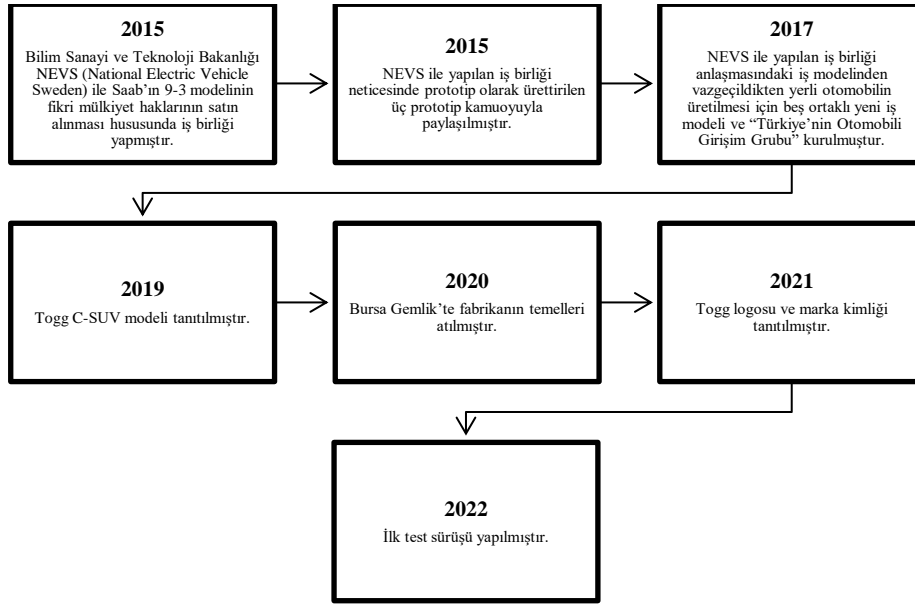 2015
Bilim Sanayi ve Teknoloji Bakanlığı
NEVS (National Electric Vehicle
Sweden) ile Saab’ın 9-3 modelinin
fikri mülkiyet haklarının satın
alınması hususunda iş birliği
yapmıştır.
2015
NEVS ile yapılan iş birliği
neticesinde prototip olarak ürettirilen
üç prototip kamuoyuyla
paylaşılmıştır.
2017
NEVS ile yapılan iş birliği
anlaşmasındaki iş modelinden
vazgeçildikten yerli otomobilin
üretilmesi için beş ortaklı yeni iş
modeli ve “Türkiye’nin Otomobili
Girişim Grubu” kurulmuştur.
2019
Togg C-SUV modeli tanıtılmıştır.
2020
Bursa Gemlik’te fabrikanın temelleri
atılmıştır.
2021
Togg logosu ve marka kimliği
tanıtılmıştır.
2022
İlk test sürüşü yapılmıştır.